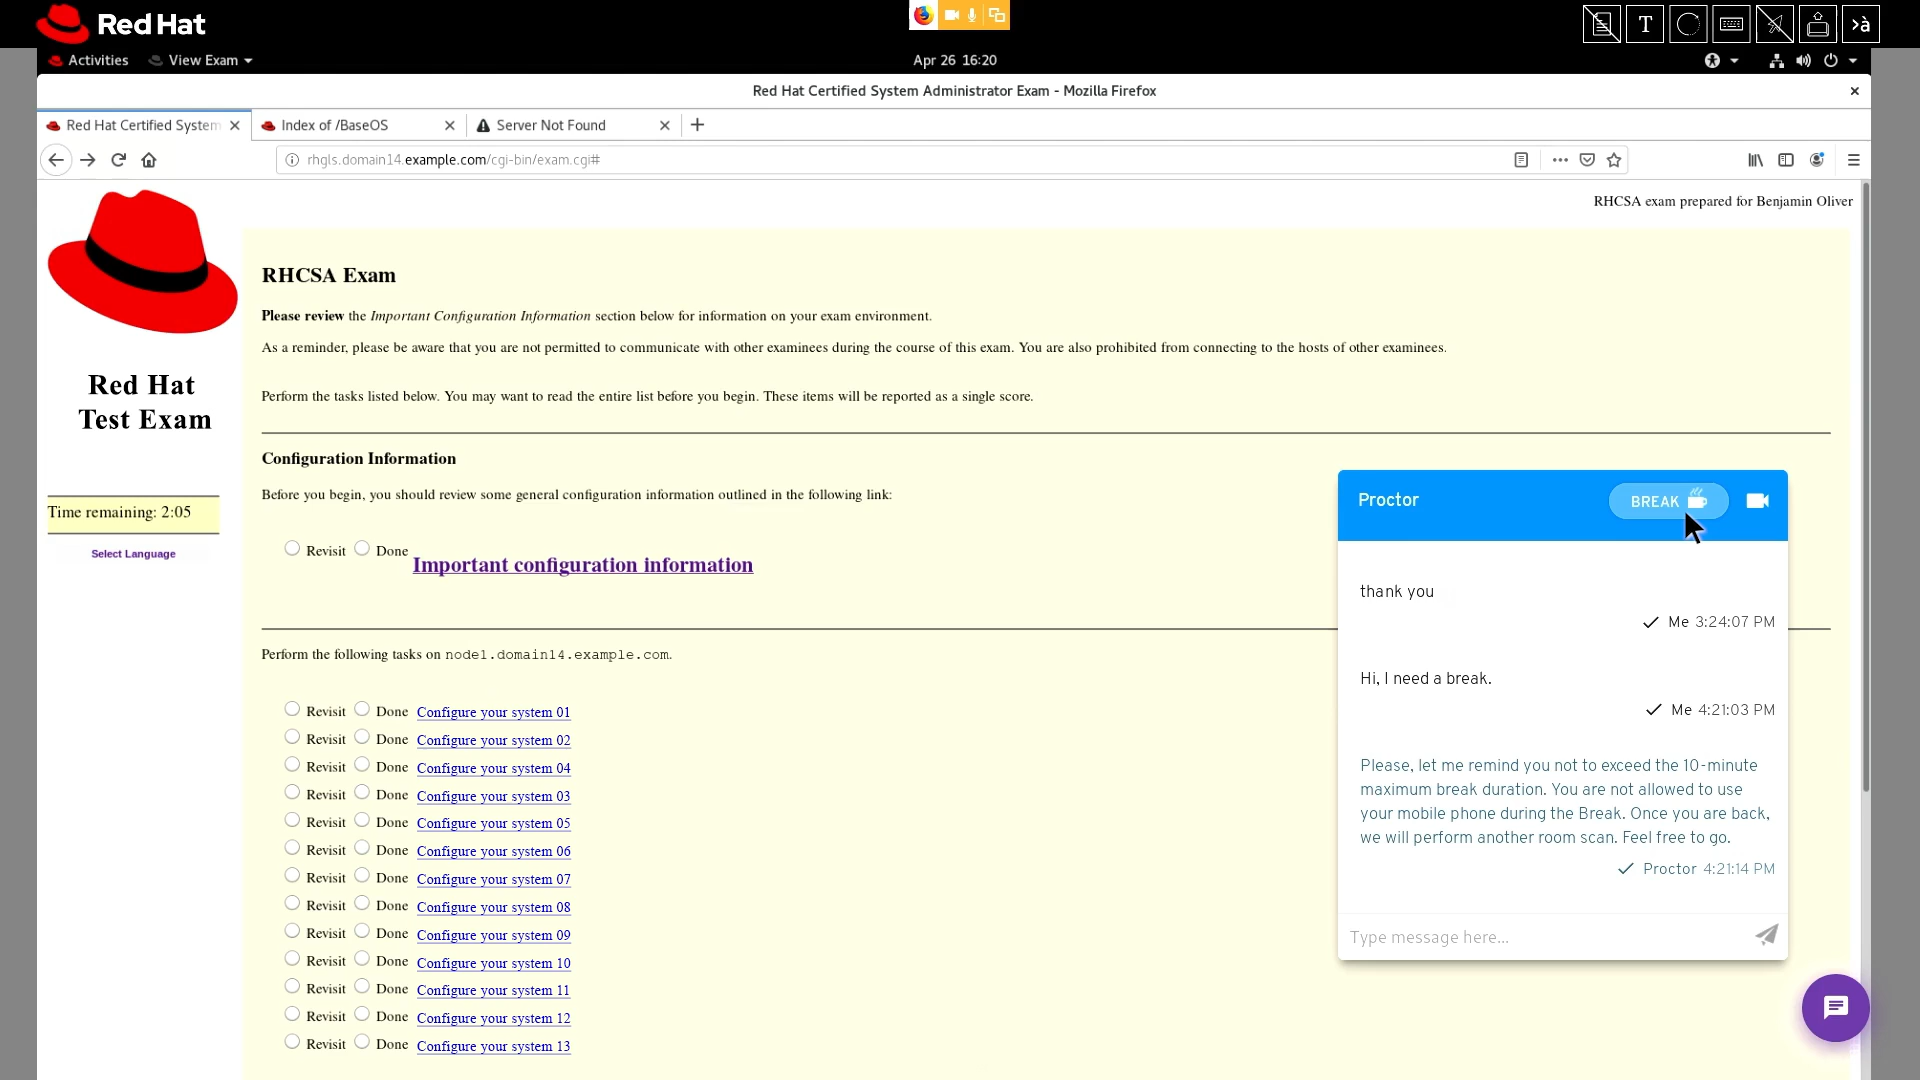 Red Hat
T
>à
Activities
View Exam
Apr 26 16:20
Red Hat Certified System Administrator Exam - Mozilla Firefox
Red Hat Certified System
Index of /BaseOS
Server Not Found
rhgls.domain14.example.com/cgi-bin/exam.cgi#
RHCSA exam prepared for Benjamin Oliver
Red Hat
Test Exam
Time remaining: 2:05
Select Language
RHCSA Exam
Please review the Important Configuration Information section below for information on your exam environment.
As a reminder, please be aware that you are not permitted to communicate with other examinees during the course of this exam. You are also prohibited from connecting to the hosts of other examinees.
Perform the tasks listed below. You may want to read the entire list before you begin. These items will be reported as a single score.
Configuration Information
Before you begin, you should review some general configuration information outlined in the following link:
Revisit Done Important configuration information
Perform the following tasks on node1.domain14.example.com.
Revisit Done Configure your system 01
Revisit Done Configure your system 02
Revisit Done Configure your system 04
Revisit Done Configure your system 03
Revisit Done Configure your system 05
Revisit Done Configure your system 06
Revisit Done Configure your system 07
Revisit Done Configure your system 08
Revisit Done Configure your system 09
Revisit Done Configure your system 10
Revisit Done Configure your system 11
Revisit Done Configure your system 12
Revisit Done Configure your system 13
Proctor
BREAK
thank you
Me 3:24:07 PM
Hi, I need a break.
Me 4:21:03 PM
Please, let me remind you not to exceed the 10-minute
maximum break duration. You are not allowed to use
your mobile phone during the Break. Once you are back,
we will perform another room scan. Feel free to go.
Proctor 4:21:14 PM
Type message here...